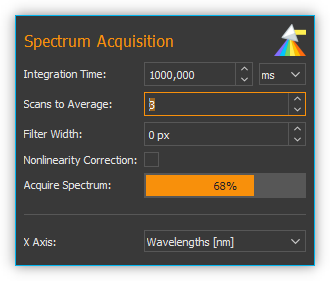 Spectrum Acquisition
Integration Time: 1000,000 ms
Scans to Average: 3
Filter Width: 0 px
Nonlinearity Correction:
Acquire Spectrum: 68%
X Axis: Wavelengths [nm]